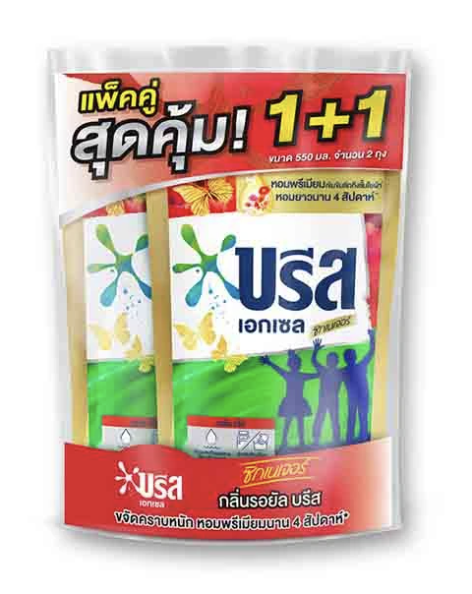 แพ็คคู่
สุดคุ้ม! 1+1
ขนาด 550 มล. จำนวน 2 ถุง
หอมพรีเมียม
หอมยาวนาน 4 สัปดาห์*
บรีส
เอกเซล ซิกเนเจอร์
บรีส
เอกเซล
ซิกเนเจอร์
กลิ่นรอยัล บรีส
ขจัดคราบหนัก หอมพรีเมียมนาน 4 สัปดาห์*